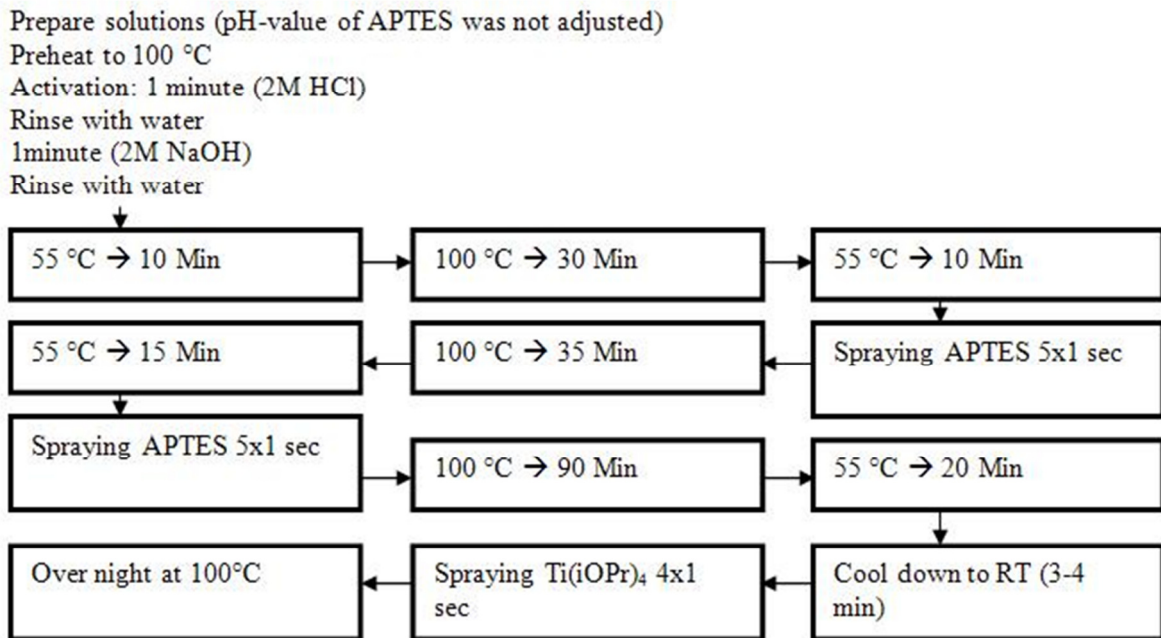 Prepare solutions (pH-value of APTES was not adjusted)
Preheat to 100 °C
Activation: 1 minute (2M HCl)
Rinse with water
1minute (2M NaOH)
Rinse with water
55 °C → 10 Min
100 °C → 30 Min
55 °C → 10 Min
Spraying APTES 5x1 sec
100 °C → 35 Min
55 °C → 15 Min
Spraying APTES 5x1 sec
100 °C → 90 Min
55 °C → 20 Min
Cool down to RT (3-4
min)
Spraying Ti(iOPr)₄ 4x1
sec
Over night at 100°C